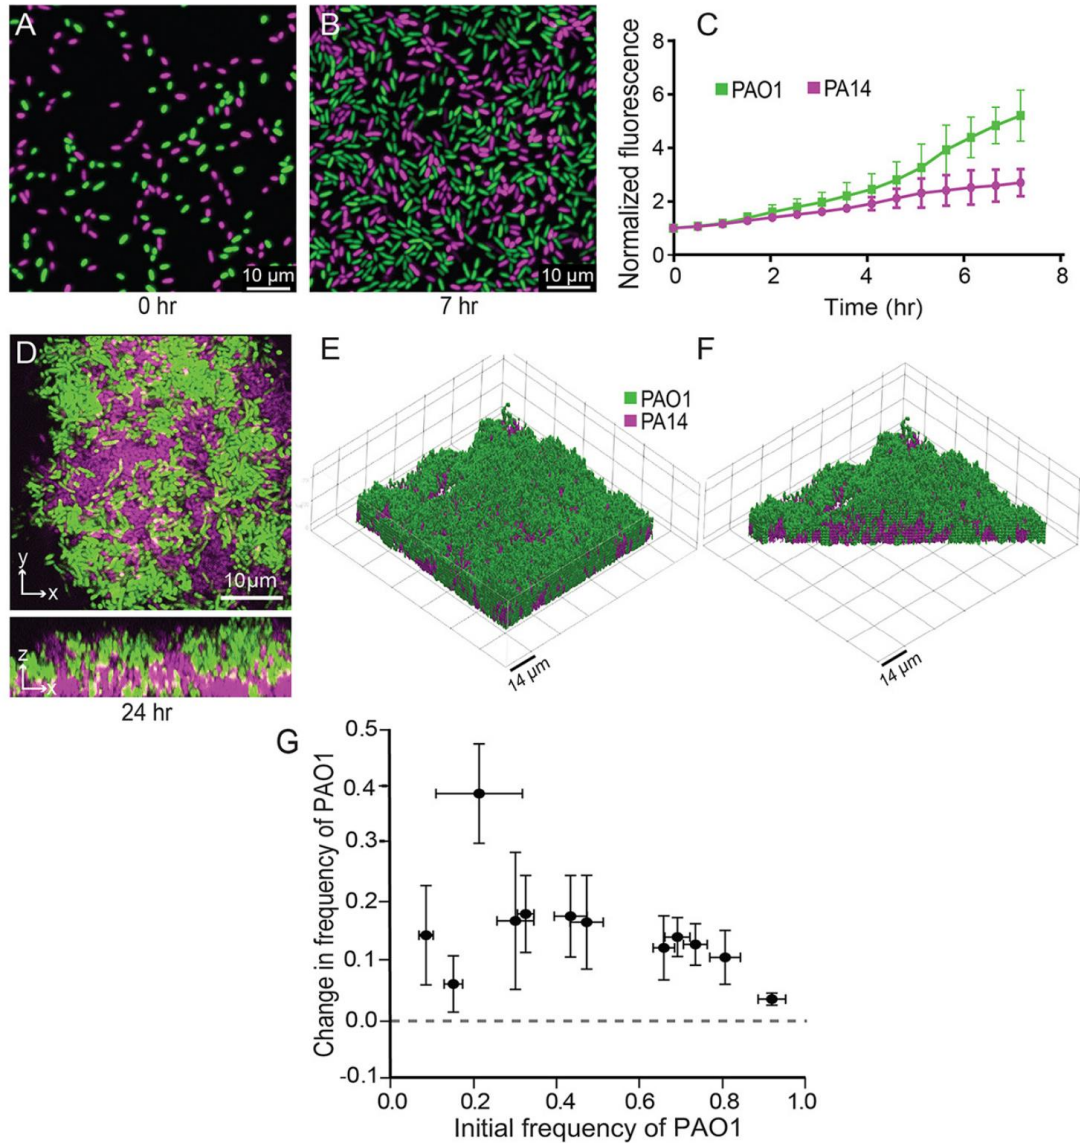 A
10 µm
0 hr
B
10 µm
7 hr
C
Normalized fluorescence
8
6
4
2
0
PAO1 PA14
0 2 4 6 8
Time (hr)
D
y
x
10µm
z
x
24 hr
E
PAO1
PA14
14 µm
F
14 µm
G
Change in frequency of PAO1
0.5
0.4
0.3
0.2
0.1
0.0
-0.1
0.0 0.2 0.4 0.6 0.8 1.0
Initial frequency of PAO1